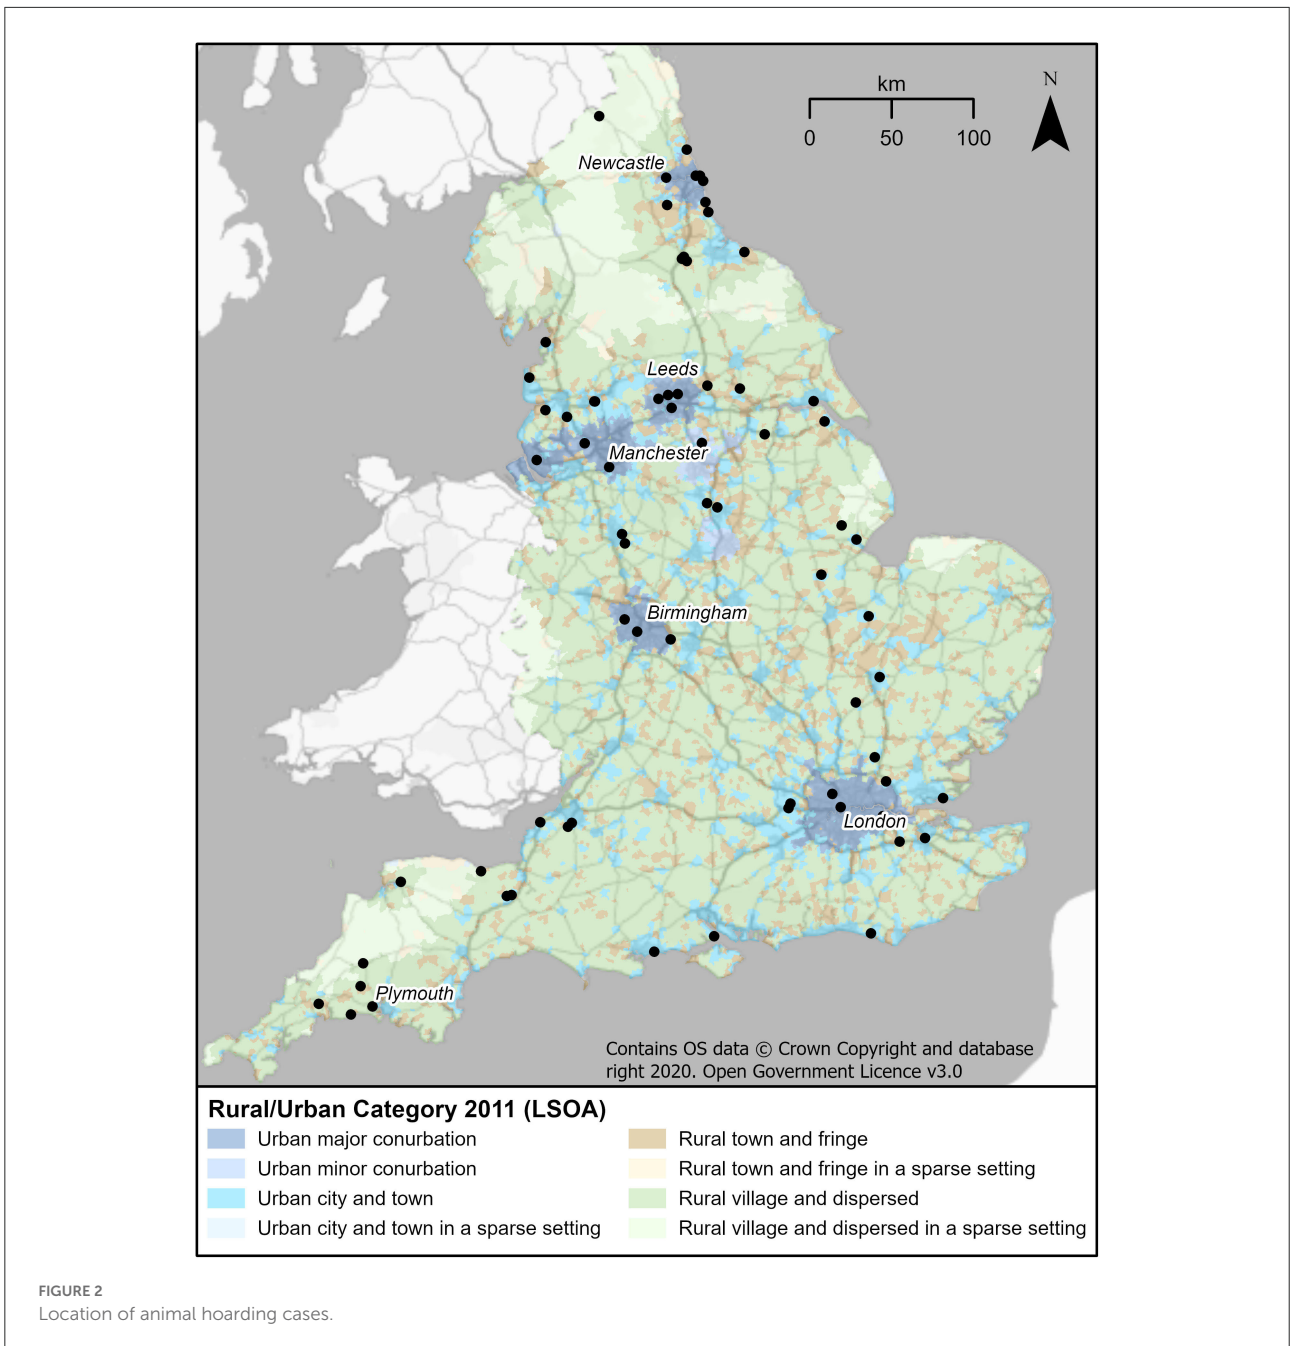 km
0 50 100
N
Newcastle
Leeds
Manchester
Birmingham
London
Plymouth
Contains OS data © Crown Copyright and database
right 2020. Open Government Licence v3.0
Rural/Urban Category 2011 (LSOA)
Urban major conurbation
Urban minor conurbation
Urban city and town
Urban city and town in a sparse setting
Rural town and fringe
Rural town and fringe in a sparse setting
Rural village and dispersed
Rural village and dispersed in a sparse setting
FIGURE 2
Location of animal hoarding cases.